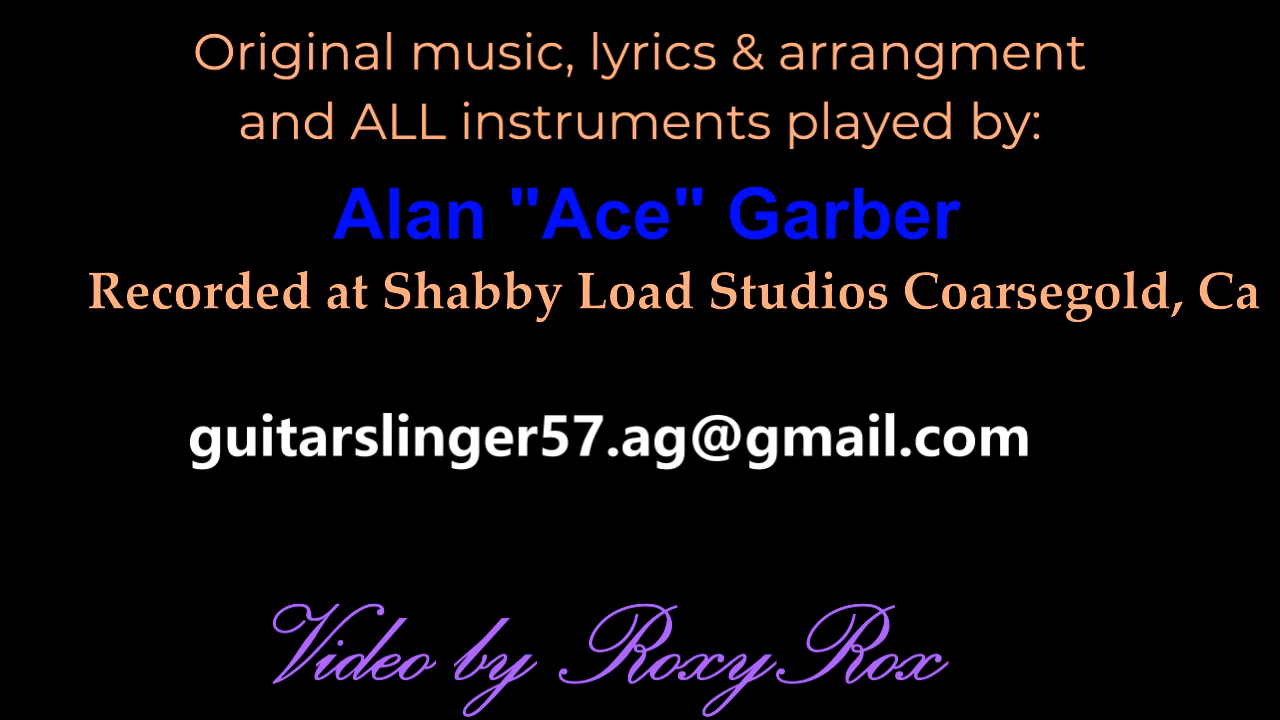 Original music, lyrics & arrangment
and ALL instruments played by:
Alan "Ace" Garber
Recorded at Shabby Load Studios Coarsegold, Ca
guitarslinger57.ag@gmail.com
Video by RoxyRox